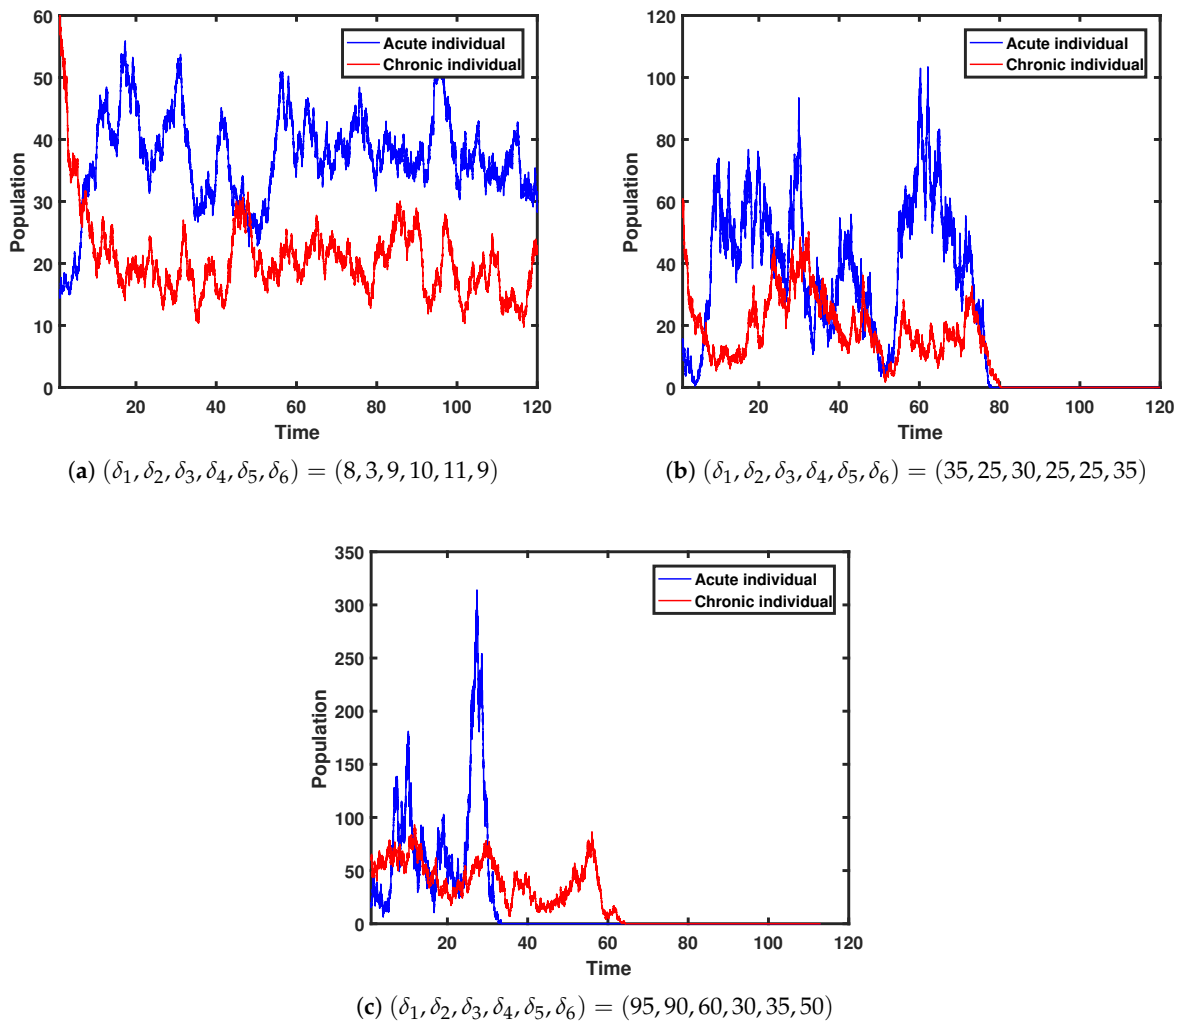 60
50
40
30
20
10
0
Population
20 40 60 80 100 120
Time
Acute individual
Chronic individual
(a) (δ₁, δ₂, δ₃, δ₄, δ₅, δ₆) = (8, 3, 9, 10, 11, 9)
120
100
80
60
40
20
0
Population
20 40 60 80 100 120
Time
Acute individual
Chronic individual
(b) (δ₁, δ₂, δ₃, δ₄, δ₅, δ₆) = (35, 25, 30, 25, 25, 35)
350
300
250
200
150
100
50
0
Population
20 40 60 80 100 120
Time
Acute individual
Chronic individual
(c) (δ₁, δ₂, δ₃, δ₄, δ₅, δ₆) = (95, 90, 60, 30, 35, 50)